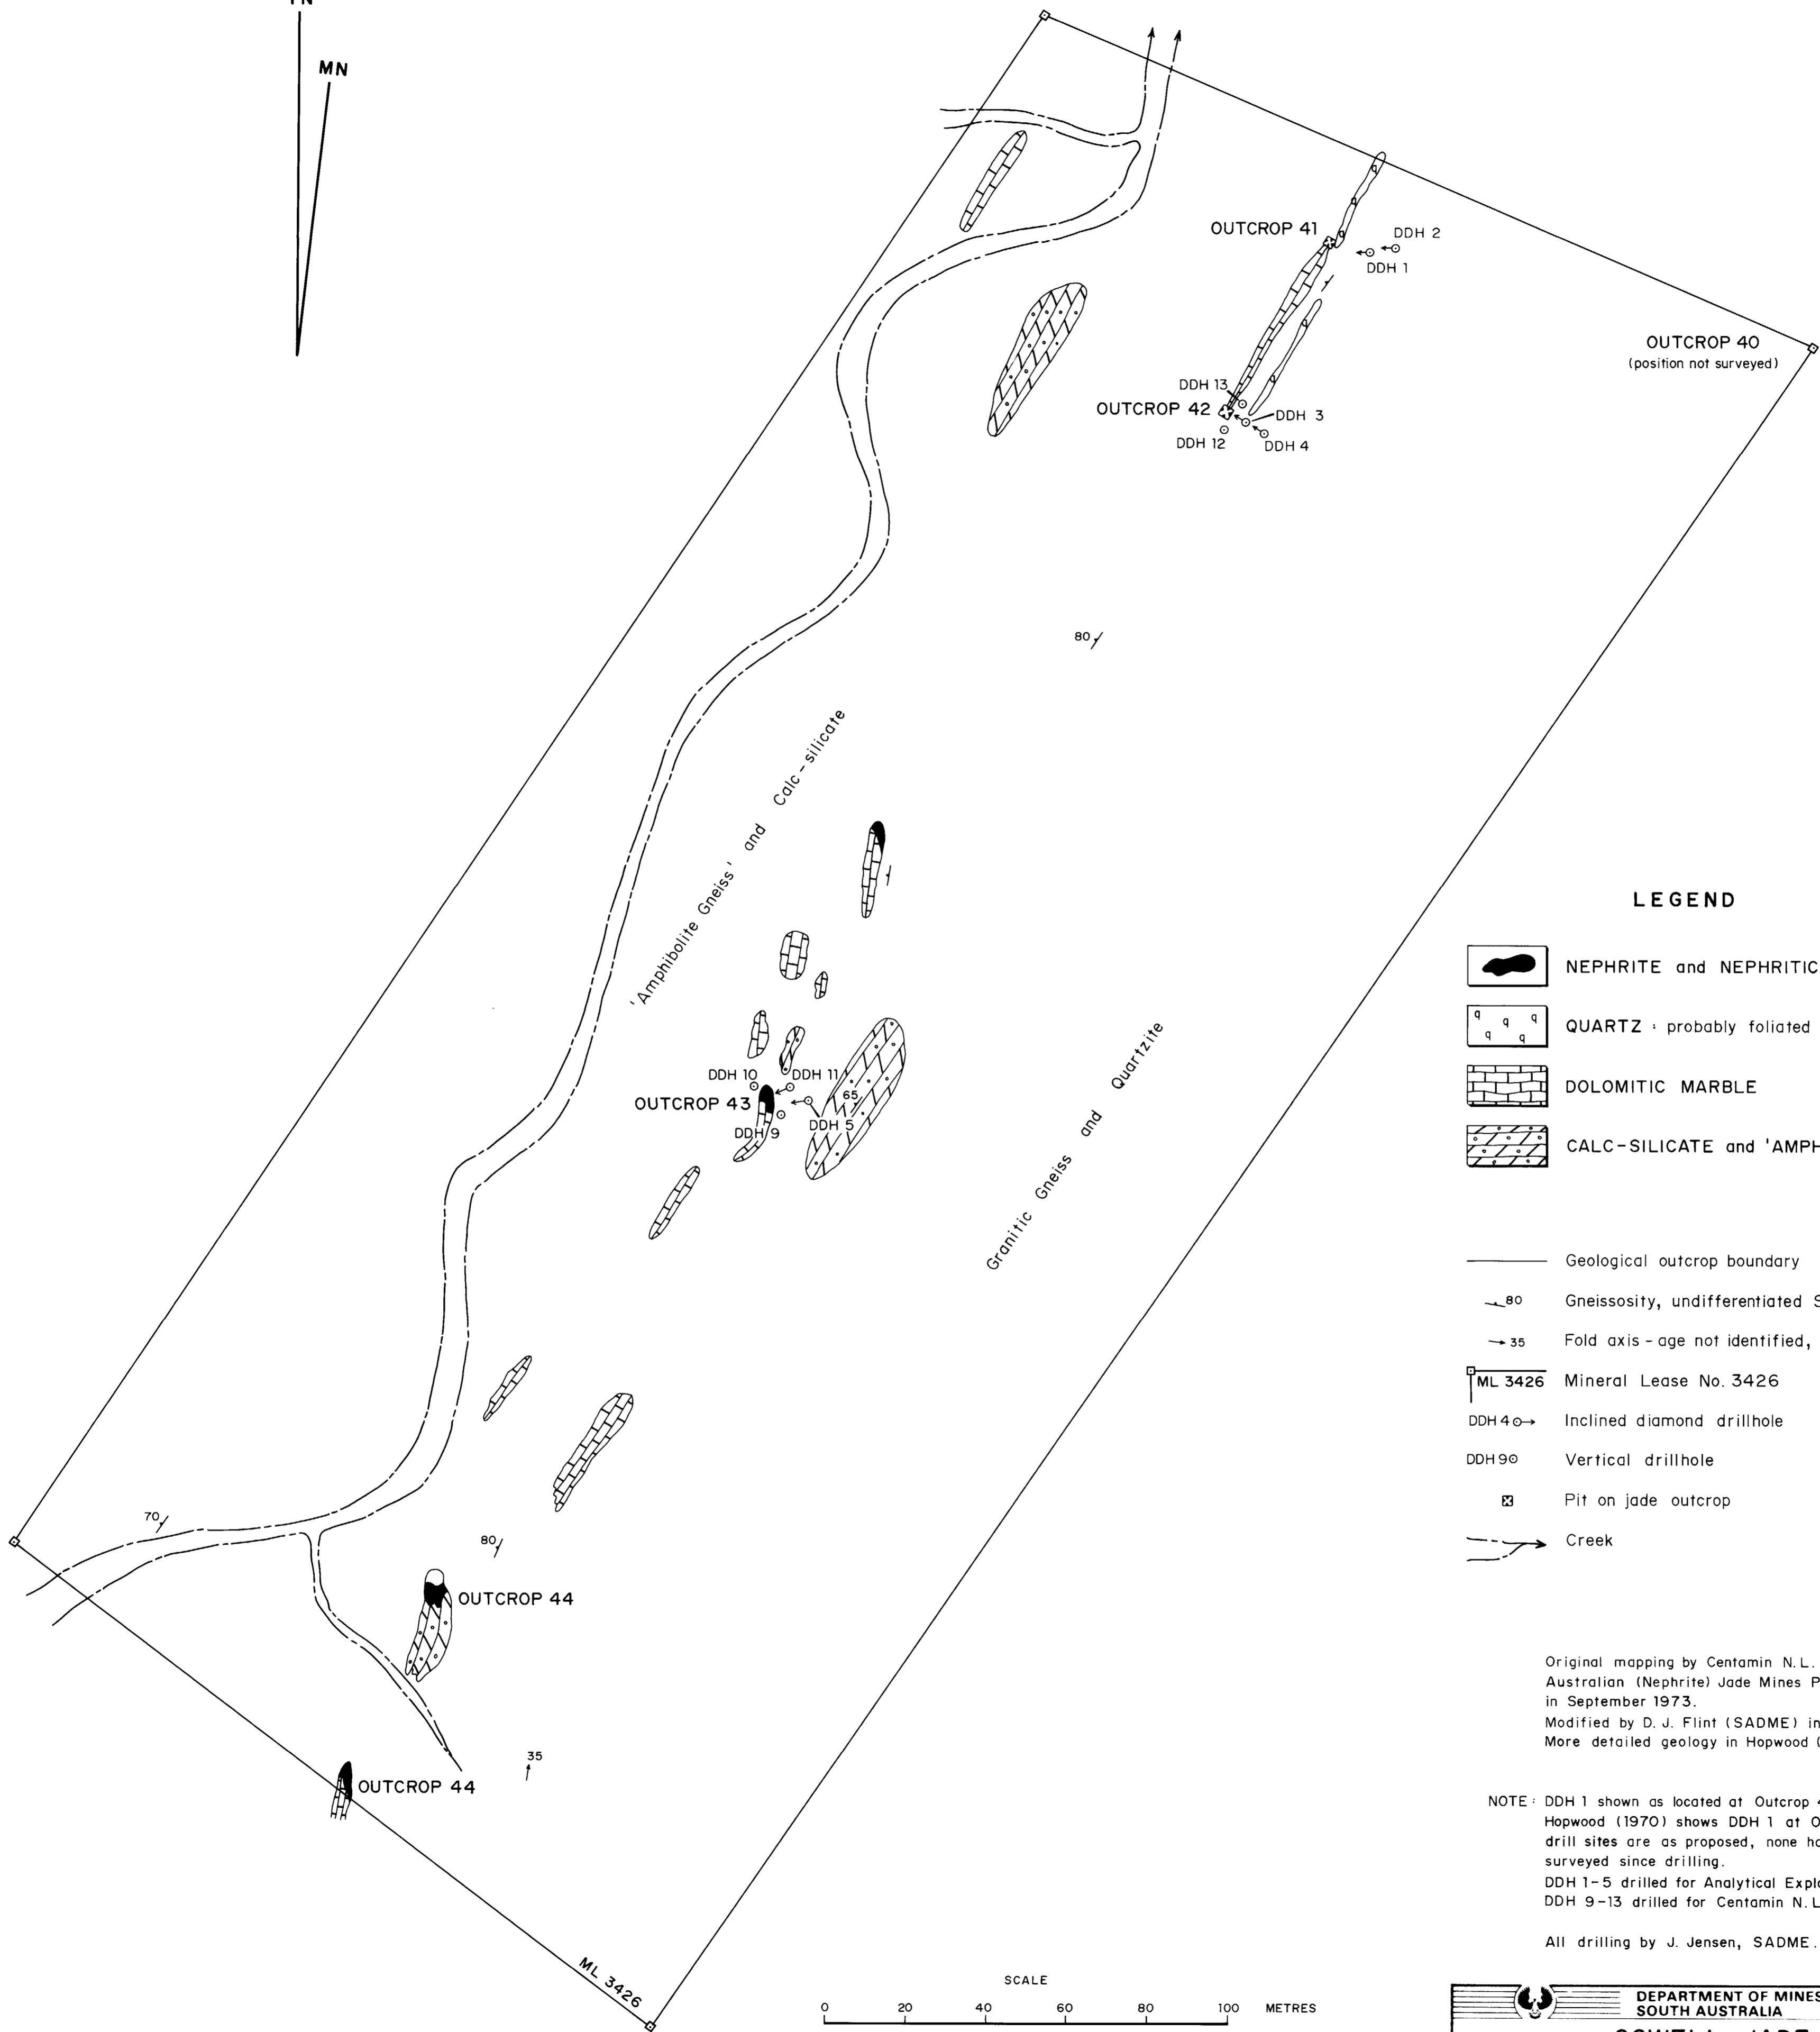 TN
MN
OUTCROP 41
DDH 2
DDH 1
OUTCROP 40
(position not surveyed)
DDH 13
OUTCROP 42
DDH 3
DDH 12
DDH 4
80
'Amphibolite Gneiss' and Calc-silicate
Granitic Gneiss and Quartzite
DDH 10
DDH 11
65
OUTCROP 43
DDH 9
DDH 5
70
80
OUTCROP 44
35
OUTCROP 44
ML 3426
SCALE
0 20 40 60 80 100 METRES
LEGEND
NEPHRITE and NEPHRITIC
q q q q q
QUARTZ : probably foliated
DOLOMITIC MARBLE
CALC-SILICATE and 'AMPH
Geological outcrop boundary
80 Gneissosity, undifferentiated S
35 Fold axis - age not identified,
ML 3426 Mineral Lease No. 3426
DDH 4 Inclined diamond drillhole
DDH 9 Vertical drillhole
Pit on jade outcrop
Creek
Original mapping by Centamin N.L.
Australian (Nephrite) Jade Mines P
in September 1973.
Modified by D. J. Flint (SADME) in
More detailed geology in Hopwood (
NOTE : DDH 1 shown as located at Outcrop 4
Hopwood (1970) shows DDH 1 at O
drill sites are as proposed, none ha
surveyed since drilling.
DDH 1-5 drilled for Analytical Explo
DDH 9-13 drilled for Centamin N.L
All drilling by J. Jensen, SADME.
DEPARTMENT OF MINES
SOUTH AUSTRALIA